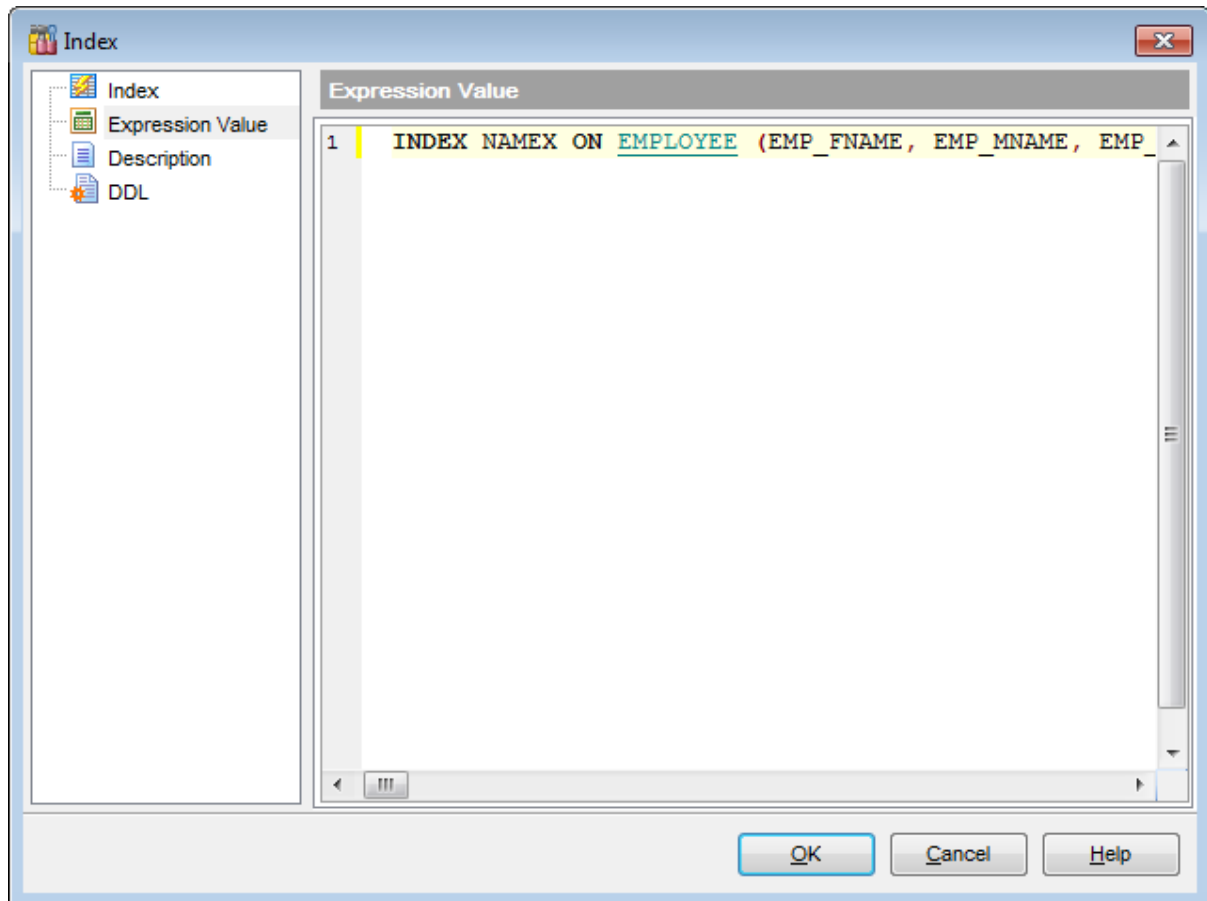 Index
Index
Expression Value
Description
DDL
Expression Value
1 INDEX NAMEX ON EMPLOYEE (EMP_FNAME, EMP_MNAME, EMP_
OK Cancel Help